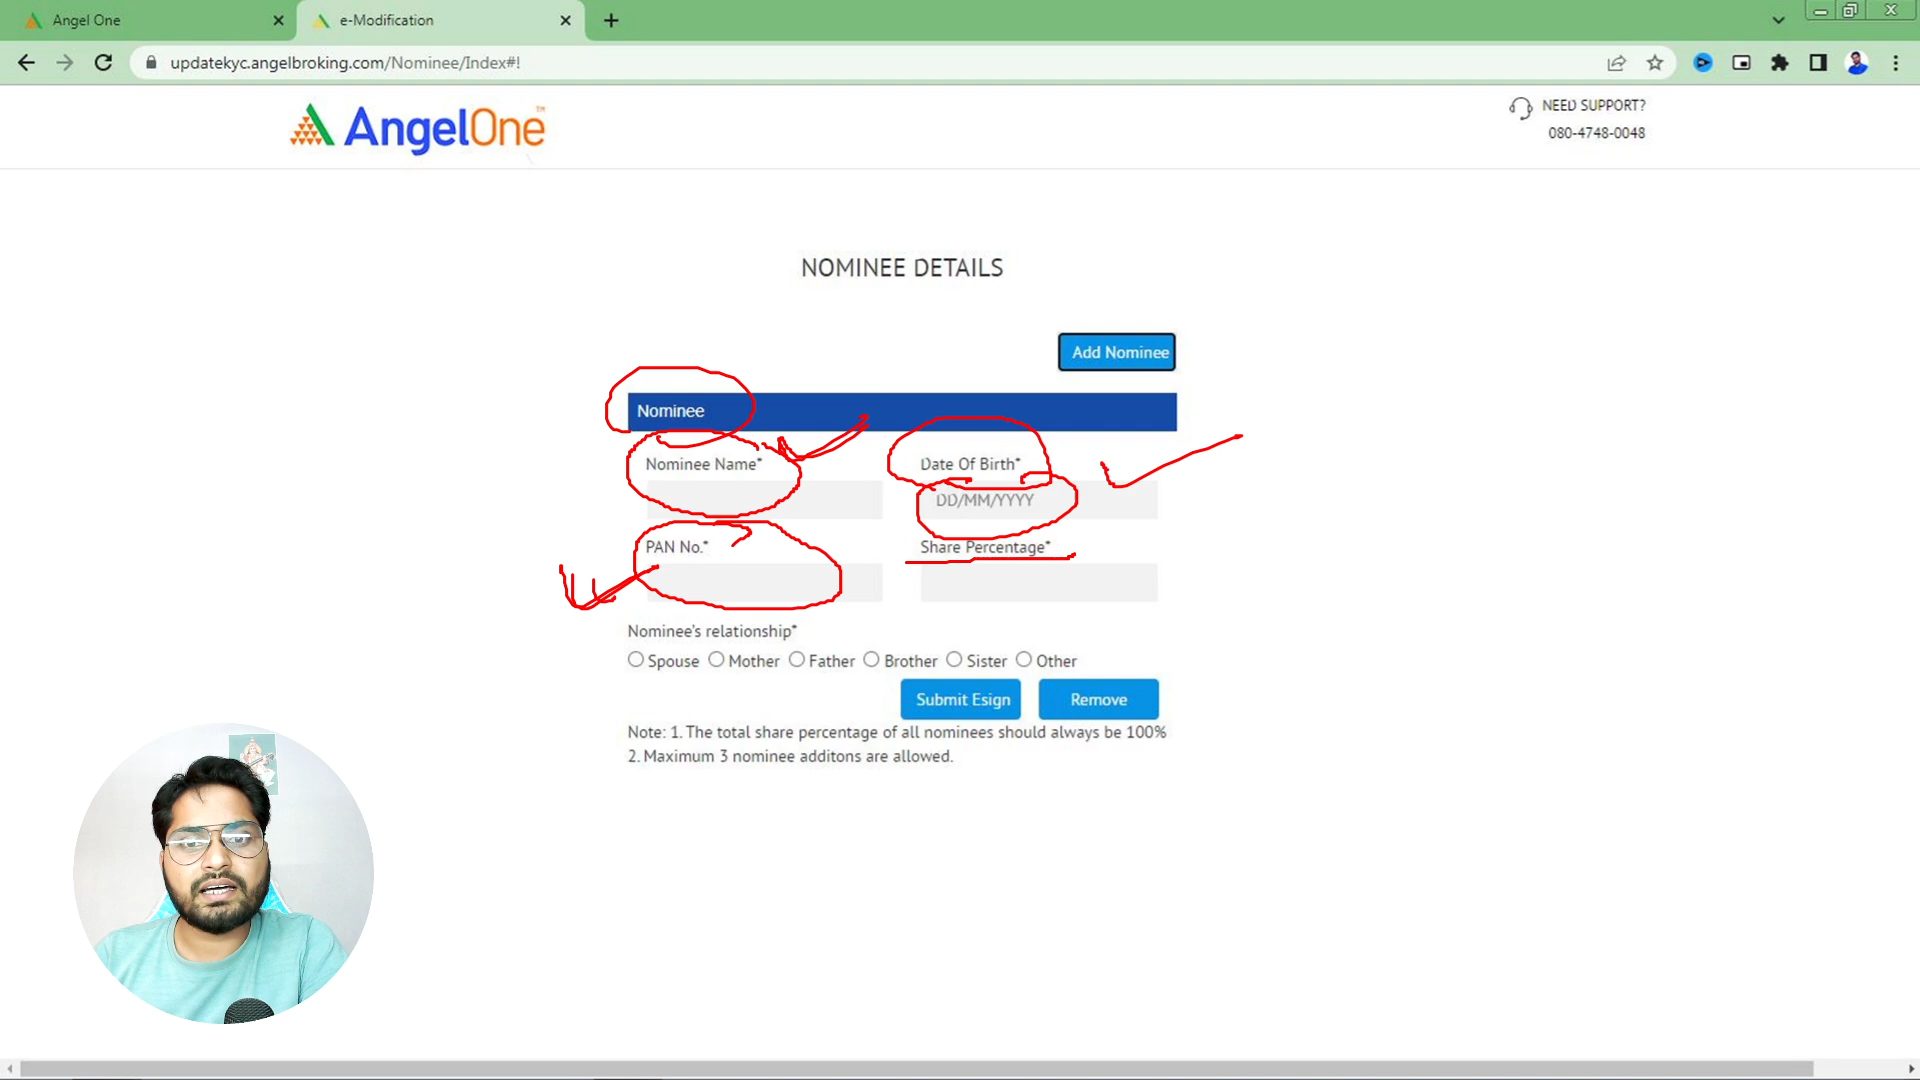 Angel One
e-Modification
updatekyc.angelbroking.com/Nominee/Index#!
AngelOne™
NEED SUPPORT?
080-4748-0048
NOMINEE DETAILS
Add Nominee
Nominee
Nominee Name* Date Of Birth*
DD/MM/YYYY
PAN No.* Share Percentage*
Nominee's relationship*
Spouse Mother Father Brother Sister Other
Submit Esign Remove
Note: 1. The total share percentage of all nominees should always be 100%
2. Maximum 3 nominee additons are allowed.